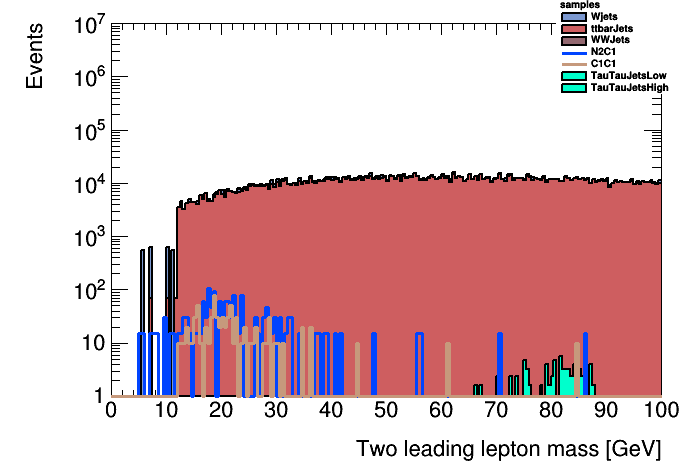 samples
Wjets
ttbarJets
WWJets
N2C1
C1C1
TauTauJetsLow
TauTauJetsHigh
Events
10⁷
10⁶
10⁵
10⁴
10³
10²
10
1
0 10 20 30 40 50 60 70 80 90 100
Two leading lepton mass [GeV]